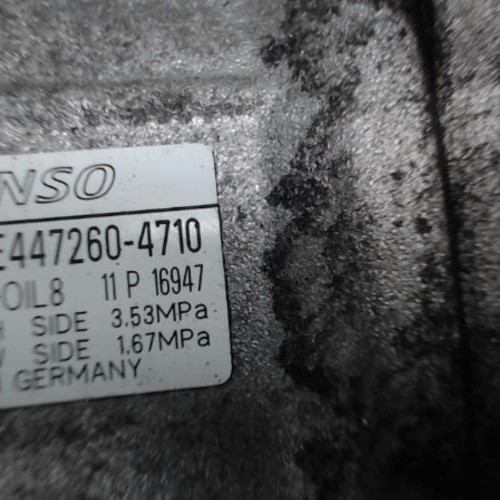 NSO
E447260-4710
OIL8 11 P 16947
H SIDE 3.53MPa
W SIDE 1.67MPa
GERMANY